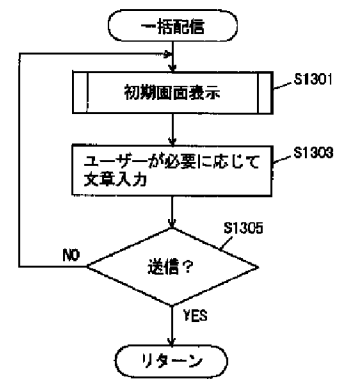 一括配信
初期画面表示
S1301
ユーザーが必要に応じて
文章入力
S1303
S1305
送信？
NO
YES
リターン